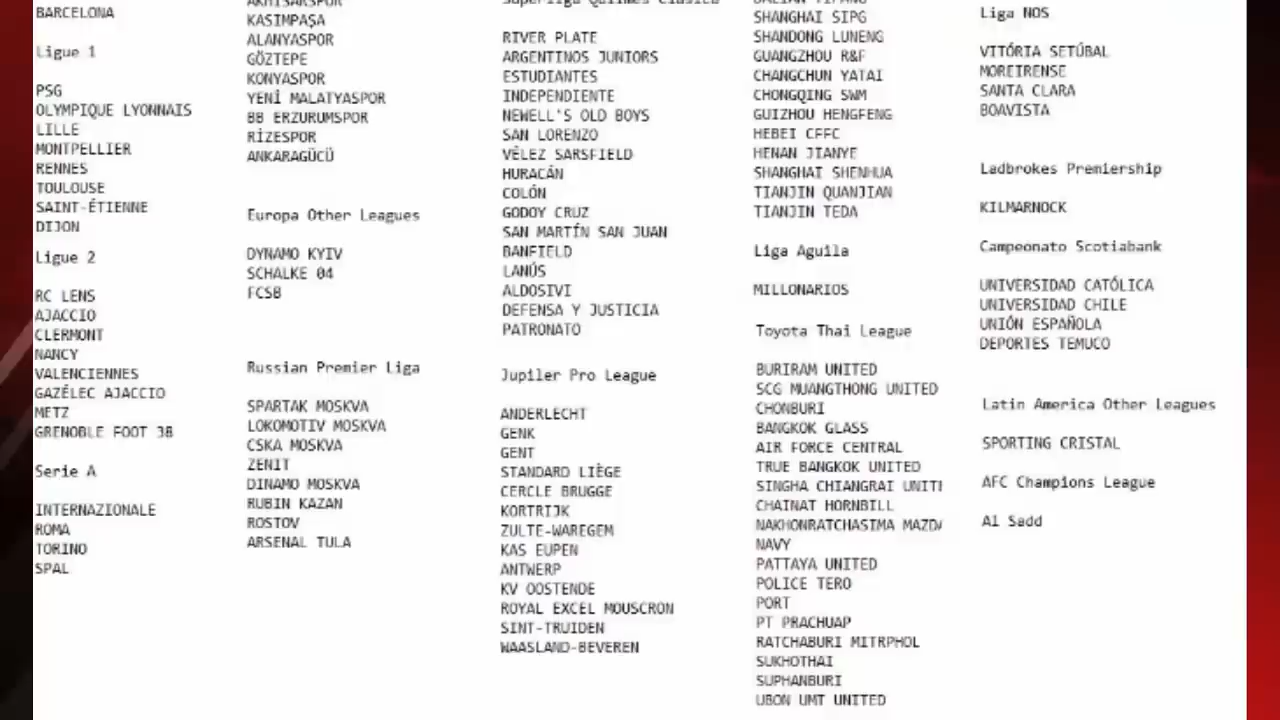 BARCELONA
Ligue 1
PSG
OLYMPIQUE LYONNAIS
LILLE
MONTPELLIER
RENNES
TOULOUSE
SAINT-ÉTIENNE
DIJON
Ligue 2
RC LENS
AJACCIO
CLERMONT
NANCY
VALENCIENNES
GAZÉLEC AJACCIO
METZ
GRENOBLE FOOT 38
Serie A
INTERNAZIONALE
ROMA
TORINO
SPAL
AKHISARSPOR
KASIMPAŞA
ALANYASPOR
GÖZTEPE
KONYASPOR
YENİ MALATYASPOR
BB ERZURUMSPOR
RİZESPOR
ANKARAGÜCÜ
Europa Other Leagues
DYNAMO KYIV
SCHALKE 04
FCSB
Russian Premier Liga
SPARTAK MOSKVA
LOKOMOTIV MOSKVA
CSKA MOSKVA
ZENIT
DINAMO MOSKVA
RUBIN KAZAN
ROSTOV
ARSENAL TULA
Superliga Quilmes Clásica
RIVER PLATE
ARGENTINOS JUNIORS
ESTUDIANTES
INDEPENDIENTE
NEWELL'S OLD BOYS
SAN LORENZO
VÉLEZ SARSFIELD
HURACÁN
COLÓN
GODOY CRUZ
SAN MARTÍN SAN JUAN
BANFIELD
LANÚS
ALDOSIVI
DEFENSA Y JUSTICIA
PATRONATO
Jupiler Pro League
ANDERLECHT
GENK
GENT
STANDARD LIÈGE
CERCLE BRUGGE
KORTRIJK
ZULTE-WAREGEM
KAS EUPEN
ANTWERP
KV OOSTENDE
ROYAL EXCEL MOUSCRON
SINT-TRUIDEN
WAASLAND-BEVEREN
SHANGHAI SIPG
SHANDONG LUNENG
GUANGZHOU R&F
CHANGCHUN YATAI
CHONGQING SWM
GUIZHOU HENGFENG
HEBEI CFFC
HENAN JIANYE
SHANGHAI SHENHUA
TIANJIN QUANJIAN
TIANJIN TEDA
Liga Aguila
MILLONARIOS
Toyota Thai League
BURIRAM UNITED
SCG MUANGTHONG UNITED
CHONBURI
BANGKOK GLASS
AIR FORCE CENTRAL
TRUE BANGKOK UNITED
SINGHA CHIANGRAI UNITE
CHAINAT HORNBILL
NAKHONRATCHASIMA MAZDA
NAVY
PATTAYA UNITED
POLICE TERO
PORT
PT PRACHUAP
RATCHABURI MITRPHOL
SUKHOTHAI
SUPHANBURI
UBON UMT UNITED
Liga NOS
VITÓRIA SETÚBAL
MOREIRENSE
SANTA CLARA
BOAVISTA
Ladbrokes Premiership
KILMARNOCK
Campeonato Scotiabank
UNIVERSIDAD CATÓLICA
UNIVERSIDAD CHILE
UNIÓN ESPAÑOLA
DEPORTES TEMUCO
Latin America Other Leagues
SPORTING CRISTAL
AFC Champions League
Al Sadd